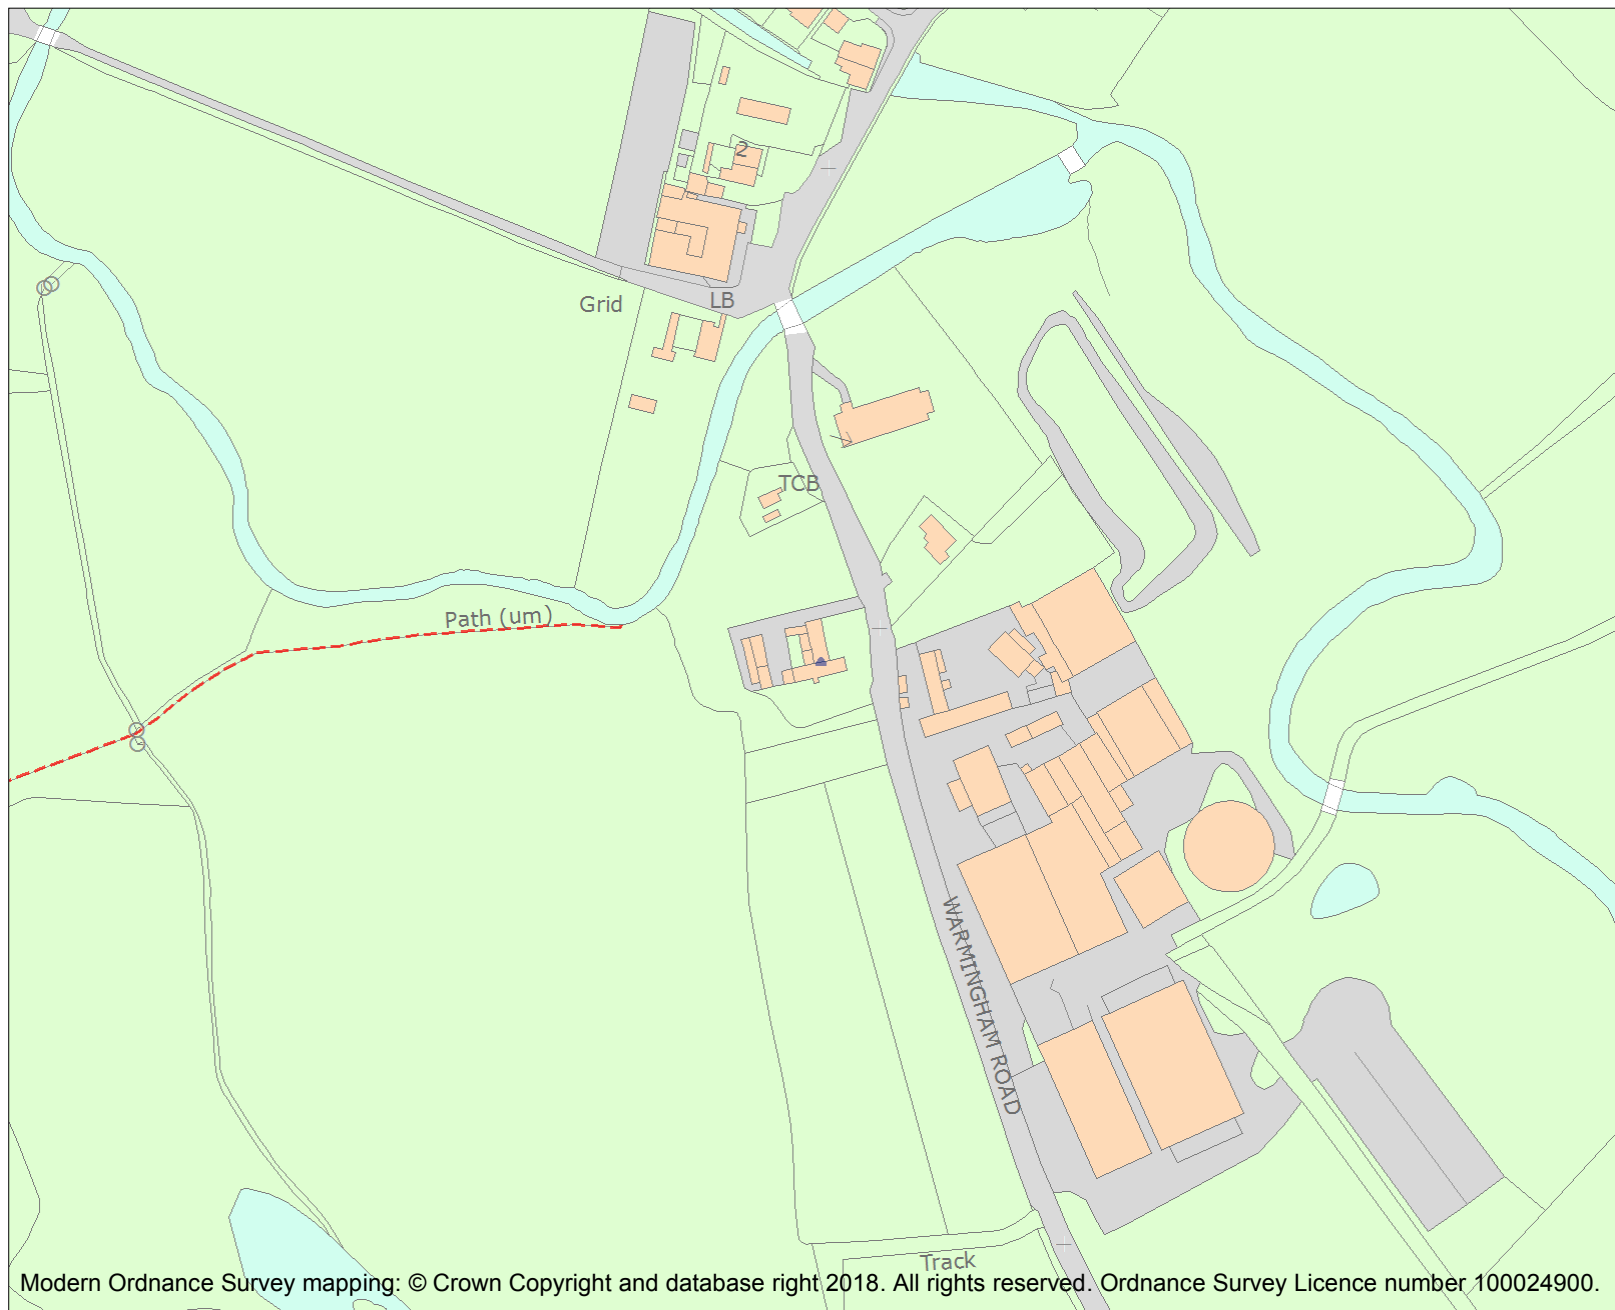 2
Grid
LB
TCB
Path (um)
WARMINGHAM ROAD
Track
Modern Ordnance Survey mapping: © Crown Copyright and database right 2018. All rights reserved. Ordnance Survey Licence number 100024900.